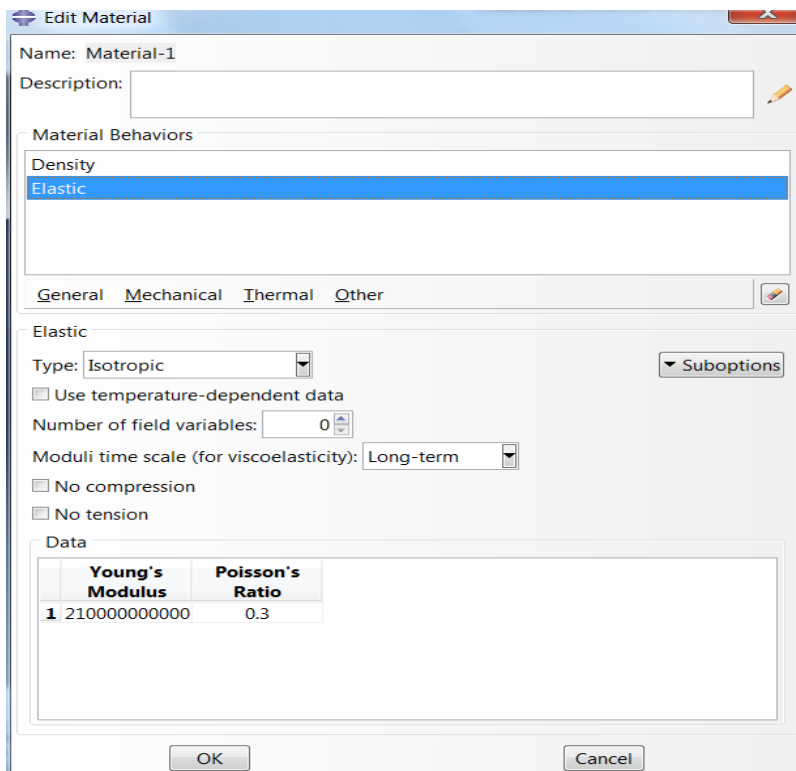 Edit Material
Name: Material-1
Description:
Material Behaviors
Density
Elastic
General Mechanical Thermal Other
Elastic
Type: Isotropic
Suboptions
Use temperature-dependent data
Number of field variables: 0
Moduli time scale (for viscoelasticity): Long-term
No compression
No tension
Data
Young's Poisson's
Modulus Ratio
1 210000000000 0.3
OK Cancel